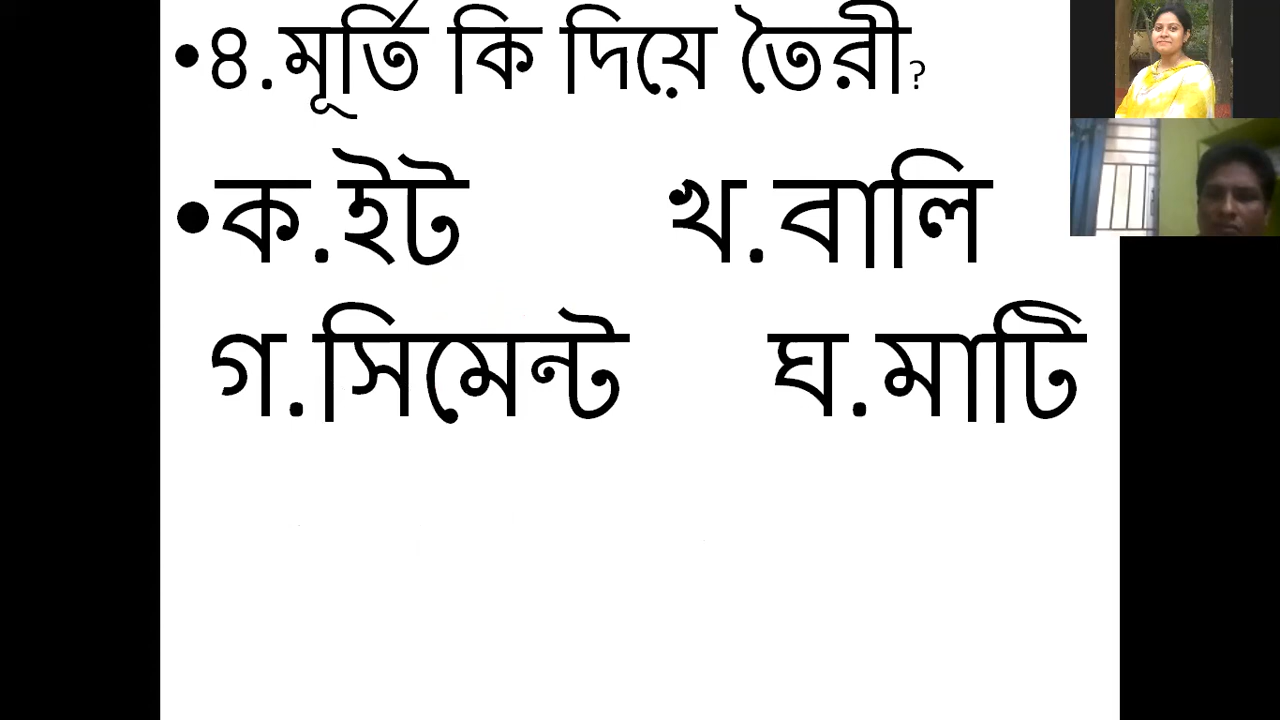 •৪.মূর্তি কি দিয়ে তৈরী?
•ক.ইট খ.বালি
গ.সিমেন্ট ঘ.মাটি